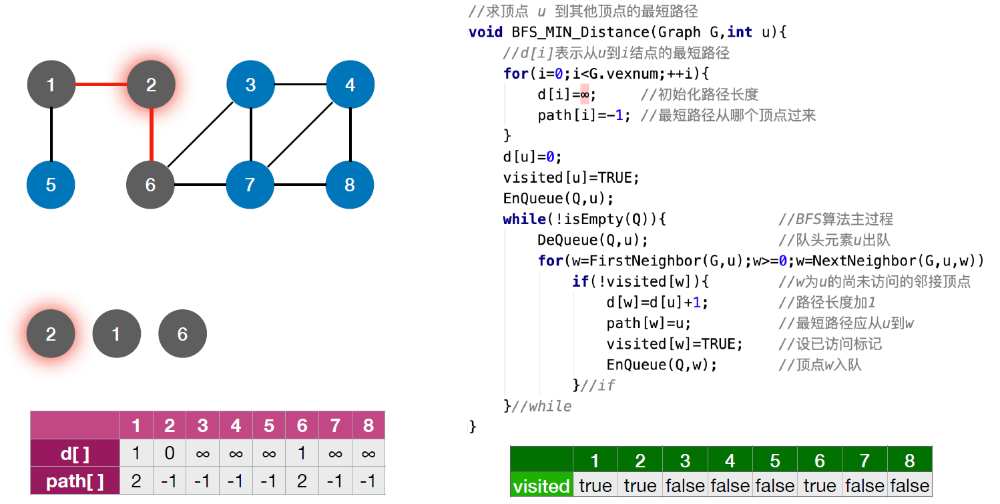 1 2 3 4
5 6 7 8
2 1 6
1 2 3 4 5 6 7 8
d[ ] 1 0 ∞ ∞ ∞ 1 ∞ ∞
path[ ] 2 -1 -1 -1 -1 2 -1 -1
//求顶点 u 到其他顶点的最短路径
void BFS_MIN_Distance(Graph G,int u){
//d[i]表示从u到i结点的最短路径
for(i=0;i<G.vexnum;++i){
d[i]=∞; //初始化路径长度
path[i]=-1; //最短路径从哪个顶点过来
}
d[u]=0;
visited[u]=TRUE;
EnQueue(Q,u);
while(!isEmpty(Q)){ //BFS算法主过程
DeQueue(Q,u); //队头元素u出队
for(w=FirstNeighbor(G,u);w>=0;w=NextNeighbor(G,u,w))
if(!visited[w]){ //w为u的尚未访问的邻接顶点
d[w]=d[u]+1; //路径长度加1
path[w]=u; //最短路径应从u到w
visited[w]=TRUE; //设已访问标记
EnQueue(Q,w); //顶点w入队
}//if
}//while
}
1 2 3 4 5 6 7 8
visited true true false false false true false false